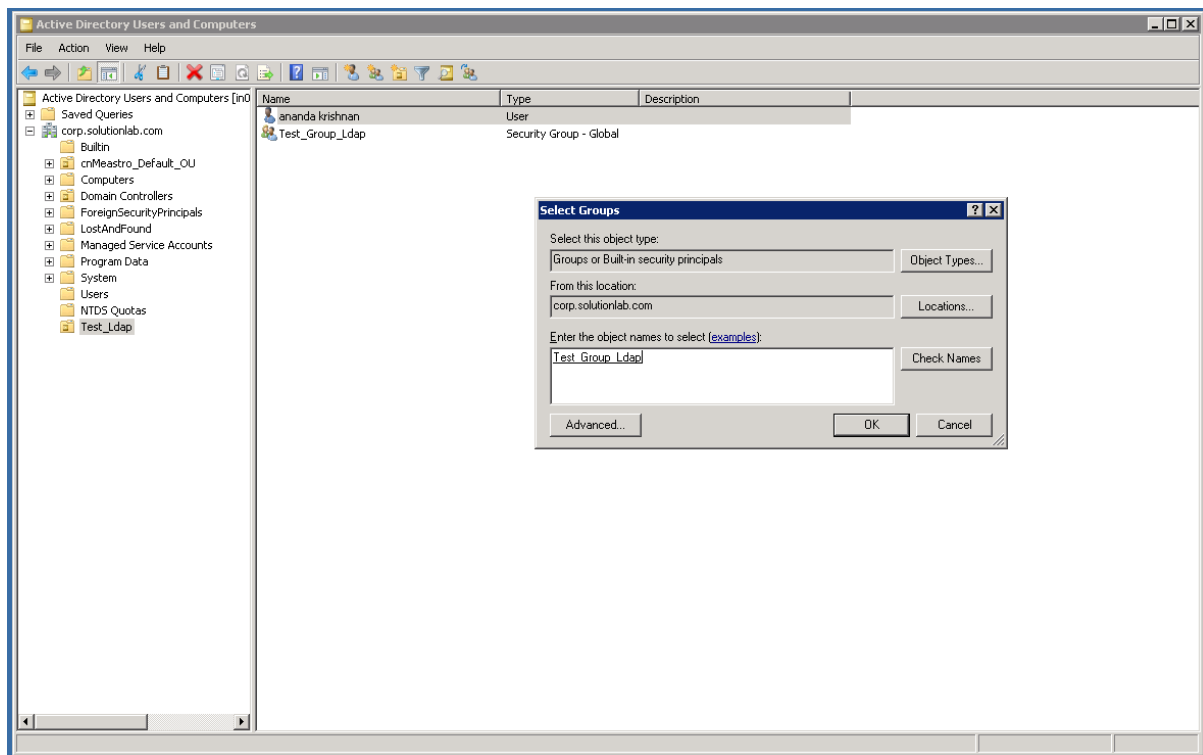 Active Directory Users and Computers
File Action View Help
Active Directory Users and Computers [in0
Saved Queries
corp.solutionlab.com
Builtin
cnMeastro_Default_OU
Computers
Domain Controllers
ForeignSecurityPrincipals
LostAndFound
Managed Service Accounts
Program Data
System
Users
NTDS Quotas
Test_Ldap
Name Type Description
ananda krishnan User
Test_Group_Ldap Security Group - Global
Select Groups
Select this object type:
Groups or Built-in security principals Object Types...
From this location:
corp.solutionlab.com Locations...
Enter the object names to select (examples):
Test_Group_Ldap Check Names
Advanced... OK Cancel